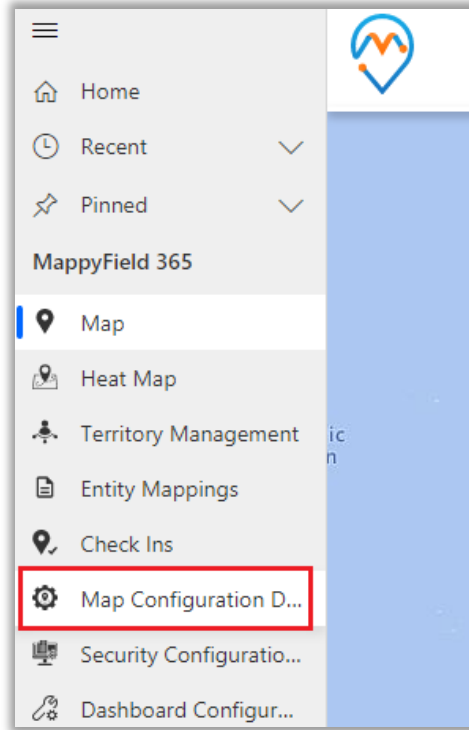 Home
Recent
Pinned
MappyField 365
Map
Heat Map
Territory Management
ic
n
Entity Mappings
Check Ins
Map Configuration D...
Security Configuratio...
Dashboard Configur...